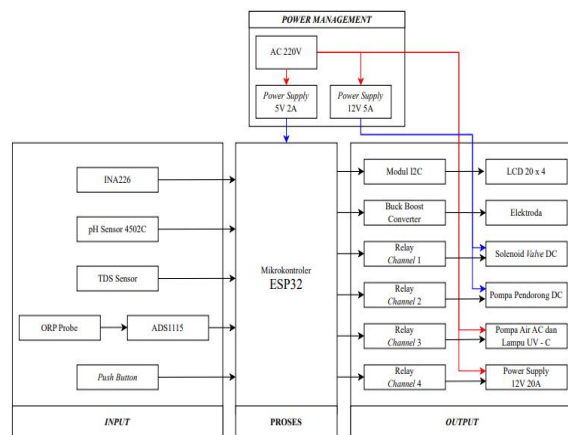 POWER MANAGEMENT
AC 220V
Power Supply
5V 2A
Power Supply
12V 5A
INA226
pH Sensor 4502C
TDS Sensor
ORP Probe
ADS1115
Push Button
INPUT
Mikrokontroler
ESP32
PROSES
Modul I2C
LCD 20 x 4
Buck Boost
Converter
Elektroda
Relay
Channel 1
Solenoid Valve DC
Relay
Channel 2
Pompa Pendorong DC
Relay
Channel 3
Pompa Air AC dan
Lampu UV - C
Relay
Channel 4
Power Supply
12V 20A
OUTPUT